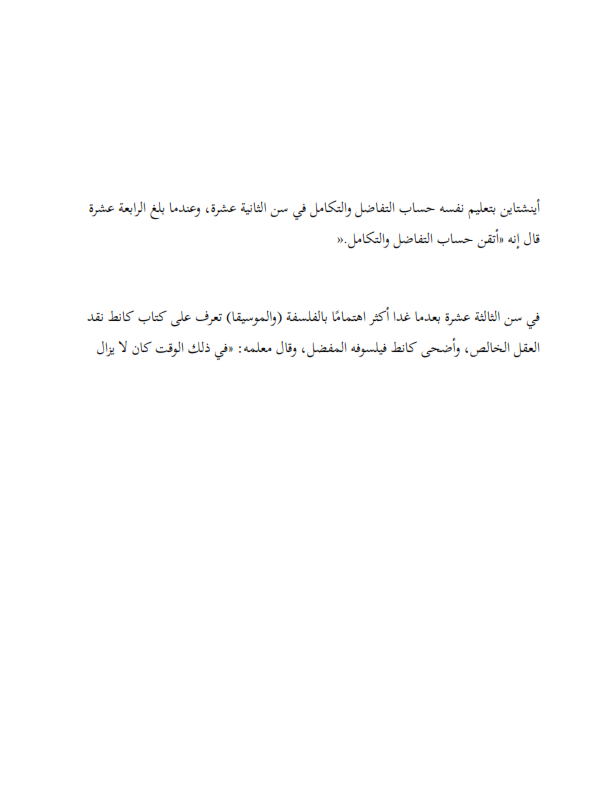 أينشتاين بتعليم نفسه حساب التفاضل والتكامل في سن الثانية عشرة، وعندما بلغ الرابعة عشرة
قال إنه «أتقن حساب التفاضل والتكامل.»
في سن الثالثة عشرة بعدما غدا أكثر اهتمامًا بالفلسفة (والموسيقا) تعرف على كتاب كانط نقد
العقل الخالص، وأضحى كانط فيلسوفه المفضل، وقال معلمه: «في ذلك الوقت كان لا يزال